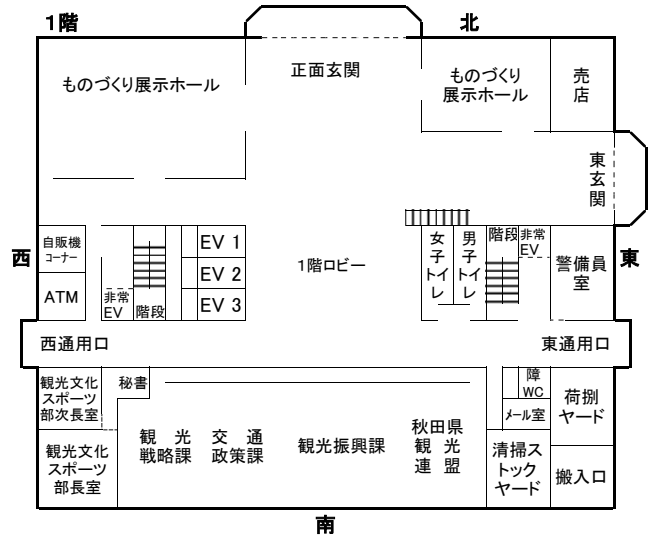 1階
北
正面玄関
ものづくり展示ホール
ものづくり
展示ホール
売店
東玄関
西
自販機
コーナー
ATM
非常
EV
階段
EV 1
EV 2
EV 3
1階ロビー
女子トイレ
男子トイレ
階段
非常
EV
警備員
室
東
西通用口
東通用口
観光文化
スポーツ
部次長室
秘書
観光文化
スポーツ
部長室
観光
戦略課
交通
政策課
観光振興課
秋田県
観光
連盟
障
WC
メール室
清掃ス
トック
ヤード
荷捌
ヤード
搬入口
南